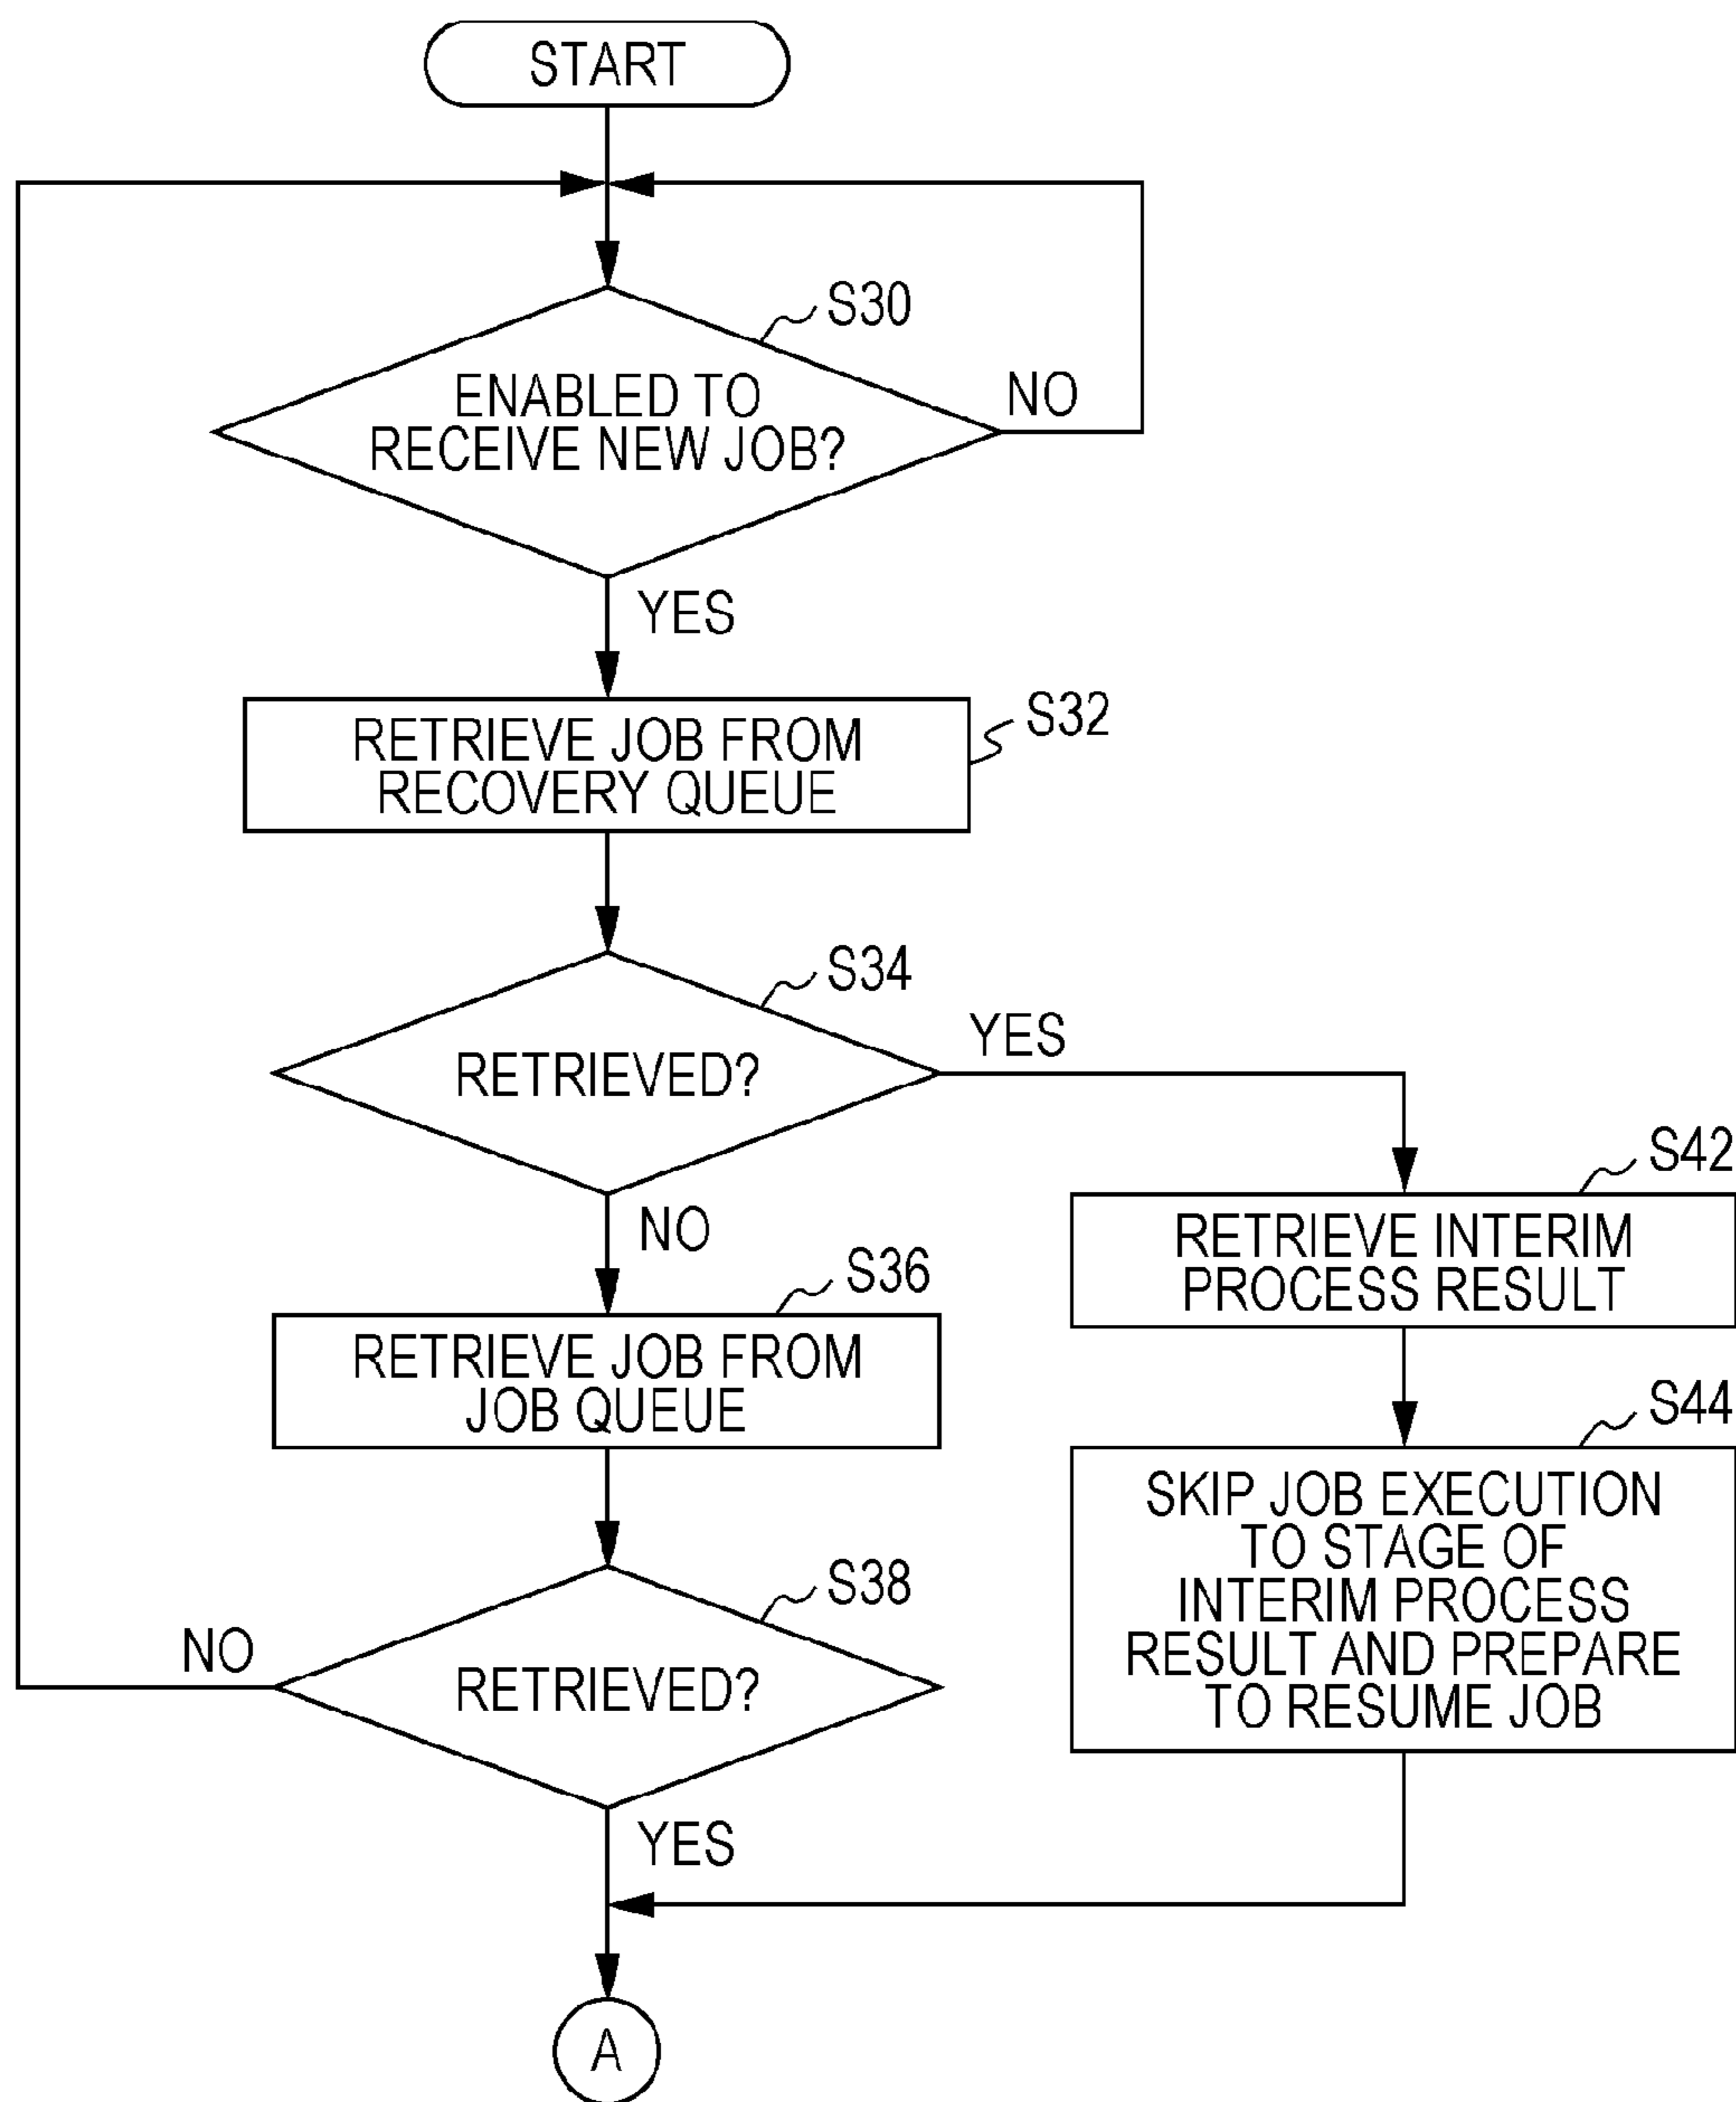 START
S30
ENABLED TO
RECEIVE NEW JOB?
NO
YES
S32
RETRIEVE JOB FROM
RECOVERY QUEUE
S34
RETRIEVED?
YES
NO
S42
RETRIEVE INTERIM
PROCESS RESULT
S36
RETRIEVE JOB FROM
JOB QUEUE
S44
SKIP JOB EXECUTION
TO STAGE OF
INTERIM PROCESS
RESULT AND PREPARE
TO RESUME JOB
S38
RETRIEVED?
NO
YES
A